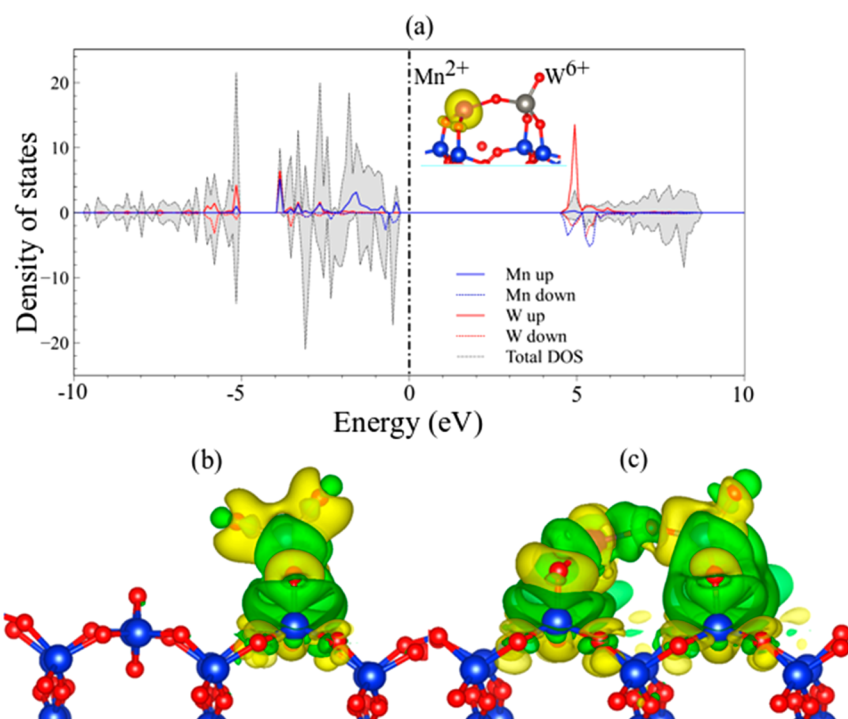 (a)
Mn2+ W6+
20
10
0
−10
−20
Density of states
Mn up
Mn down
W up
W down
Total DOS
-10 -5 0 5 10
Energy (eV)
(b) (c)